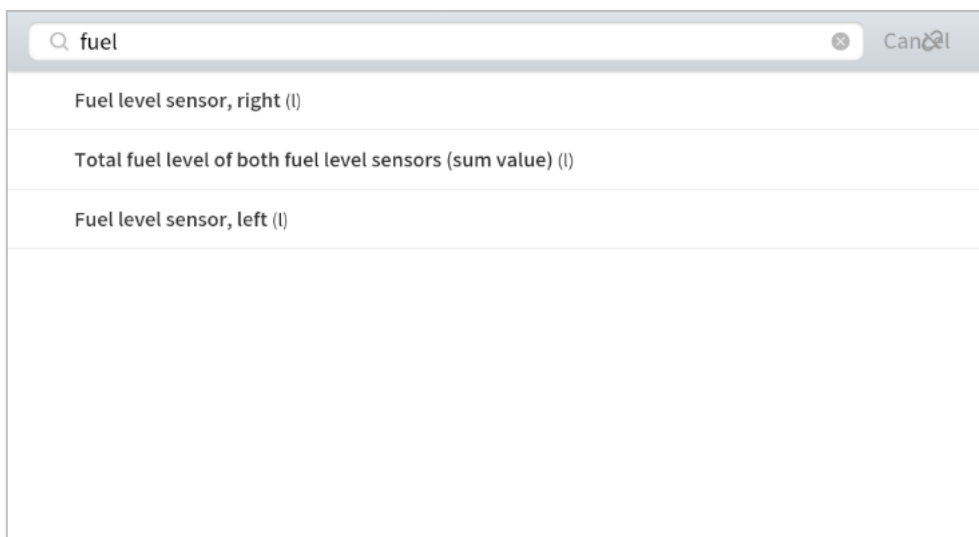 fuel
Cancel
Fuel level sensor, right (l)
Total fuel level of both fuel level sensors (sum value) (l)
Fuel level sensor, left (l)